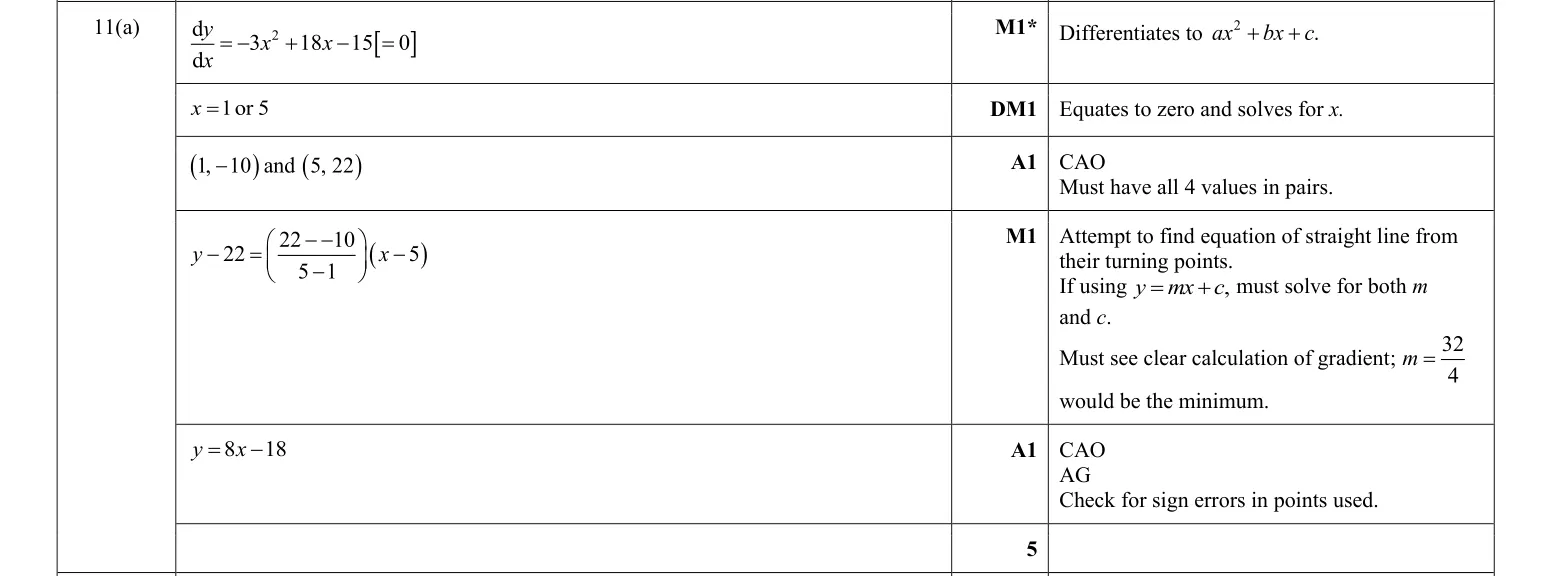 11(a)
dy/dx = −3x² + 18x − 15[= 0]
M1*
Differentiates to ax² + bx + c.
x = 1 or 5
DM1
Equates to zero and solves for x.
(1, −10) and (5, 22)
A1
CAO
Must have all 4 values in pairs.
y − 22 = ((22 − −10)/(5 − 1))(x − 5)
M1
Attempt to find equation of straight line from
their turning points.
If using y = mx + c, must solve for both m
and c.
Must see clear calculation of gradient; m = 32/4
would be the minimum.
y = 8x − 18
A1
CAO
AG
Check for sign errors in points used.
5